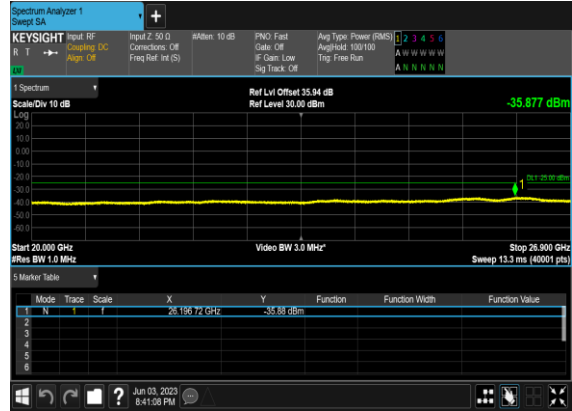 Spectrum Analyzer 1
Swept SA
KEYSIGHT Input: RF Input Z: 50 Ω #Atten: 10 dB PNO: Fast Avg Type: Power (RMS) 1 2 3 4 5 6
R T Coupling: DC Corrections: Off Gate: Off Avg|Hold: 100/100 A W W W W W
Align: Off Freq Ref: Int (S) IF Gain: Low Trig: Free Run
Sig Track: Off A N N N N N
1 Spectrum
Ref Lvl Offset 35.94 dB
Scale/Div 10 dB Ref Level 30.00 dBm -35.877 dBm
Log
20.0
10.0
0.00
-10.0
-20.0
DL1 -25.00 dBm
1
-30.0
-40.0
-50.0
-60.0
Start 20.000 GHz Video BW 3.0 MHz* Stop 26.900 GHz
#Res BW 1.0 MHz Sweep 13.3 ms (40001 pts)
5 Marker Table
Mode Trace Scale X Y Function Function Width Function Value
1 N 1 f 26.196 72 GHz -35.88 dBm
2
3
4
5
6
? Jun 03, 2023
8:41:08 PM